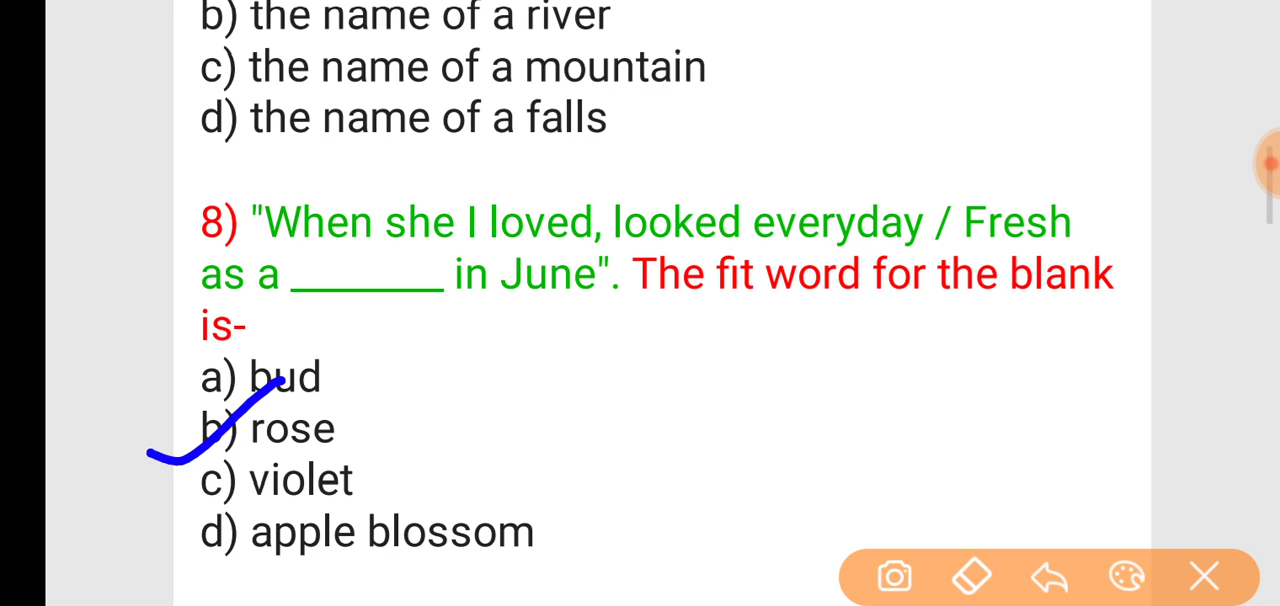 b) the name of a river
c) the name of a mountain
d) the name of a falls
8) "When she I loved, looked everyday / Fresh
as a ________ in June". The fit word for the blank
is-
a) bud
b) rose
c) violet
d) apple blossom